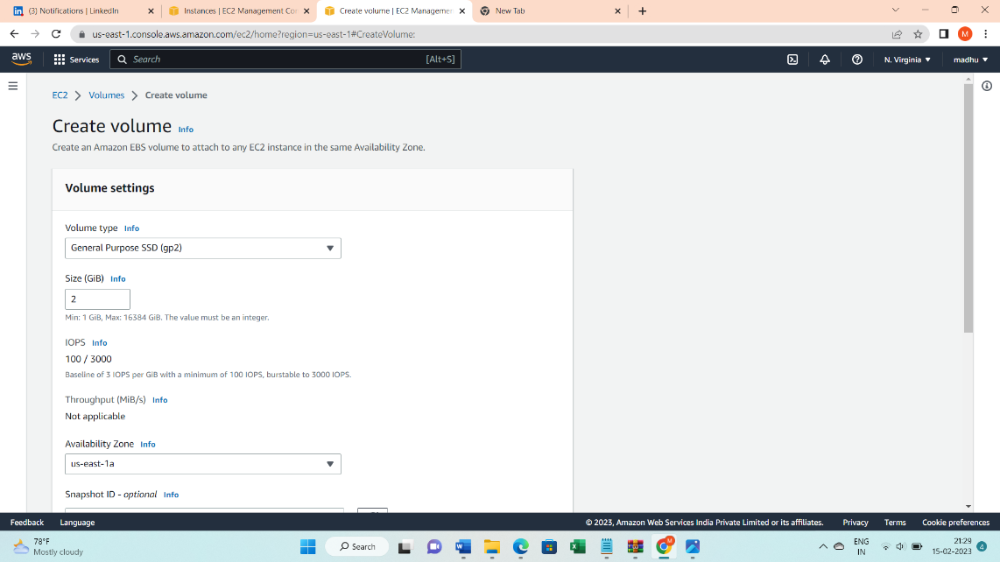 (3) Notifications | LinkedIn
Instances | EC2 Management Co
Create volume | EC2 Managemen
New Tab
us-east-1.console.aws.amazon.com/ec2/home?region=us-east-1#CreateVolume:
M
aws
Services
Search
[Alt+S]
N. Virginia
madhu
EC2
Volumes
Create volume
Create volume Info
Create an Amazon EBS volume to attach to any EC2 instance in the same Availability Zone.
Volume settings
Volume type Info
General Purpose SSD (gp2)
Size (GiB) Info
2
Min: 1 GiB, Max: 16384 GiB. The value must be an integer.
IOPS Info
100 / 3000
Baseline of 3 IOPS per GiB with a minimum of 100 IOPS, burstable to 3000 IOPS.
Throughput (MiB/s) Info
Not applicable
Availability Zone Info
us-east-1a
Snapshot ID - optional Info
Feedback
Language
© 2023, Amazon Web Services India Private Limited or its affiliates.
Privacy
Terms
Cookie preferences
78°F
Mostly cloudy
Search
ENG
IN
21:29
15-02-2023
4